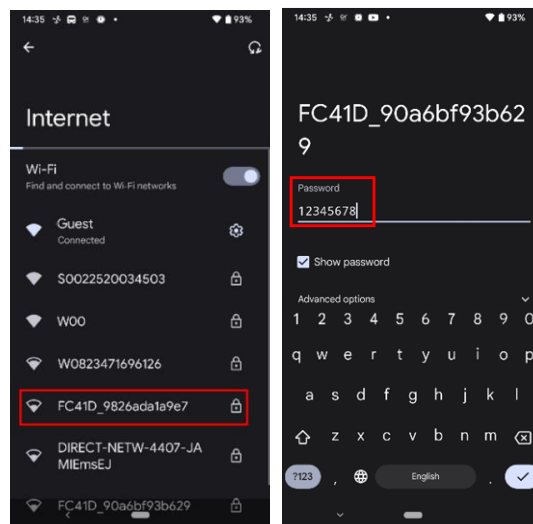 14:35
93%
Internet
Wi-Fi
Find and connect to Wi-Fi networks
Guest
Connected
S0022520034503
W00
W0823471696126
FC41D_9826ada1a9e7
DIRECT-NETW-4407-JA
MIEmsEJ
FC41D_90a6bf93b629
14:35
93%
FC41D_90a6bf93b62
9
Password
12345678
Show password
Advanced options
1 2 3 4 5 6 7 8 9 0
q w e r t y u i o p
a s d f g h j k l
z x c v b n m
?123 , English .